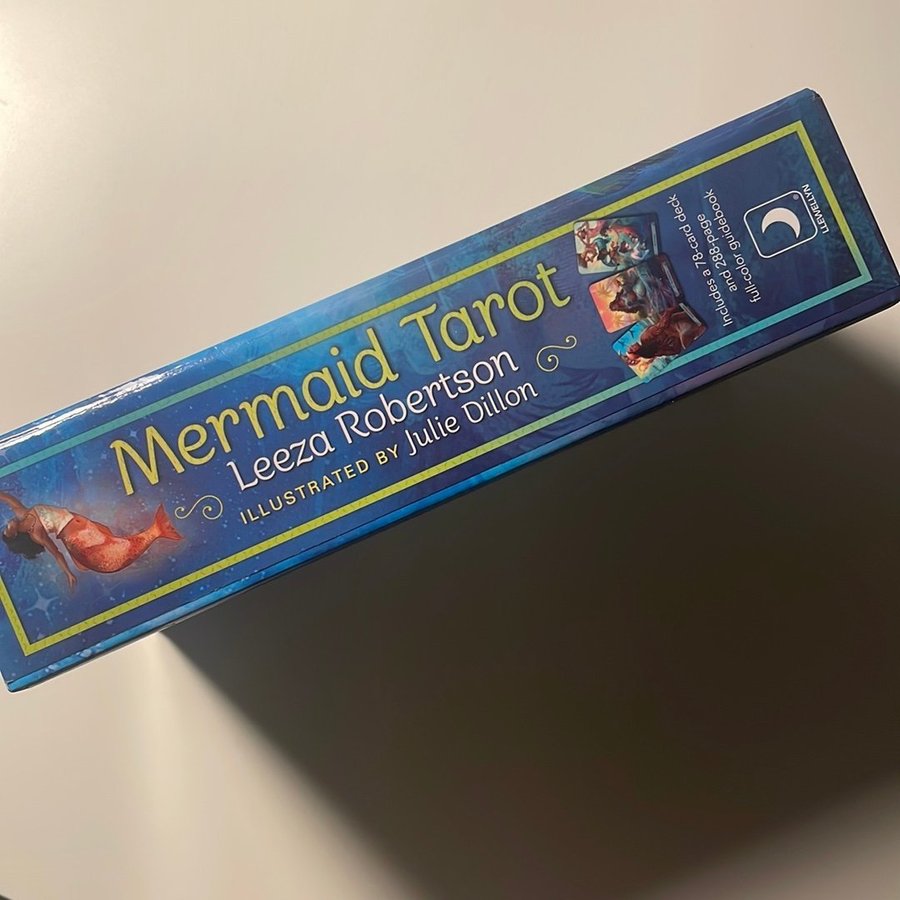 Mermaid Tarot
Leeza Robertson
ILLUSTRATED BY Julie Dillon
Includes a 78-card deck
and 288-page
full-color guidebook
LLEWELLYN